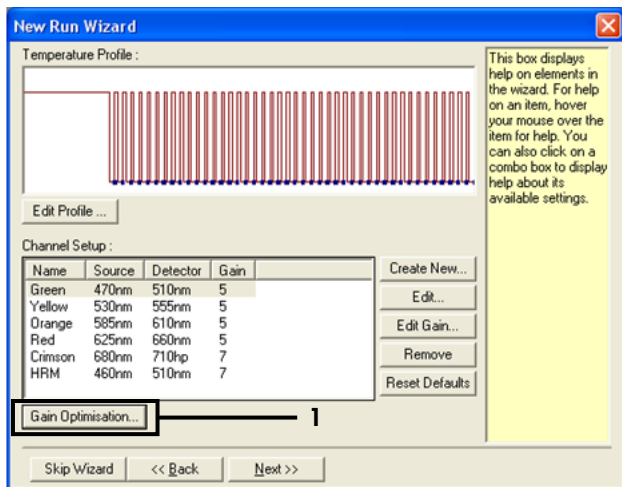 New Run Wizard
Temperature Profile :
This box displays
help on elements in
the wizard. For help
on an item, hover
your mouse over the
item for help. You
can also click on a
combo box to display
help about its
available settings.
Edit Profile ...
Channel Setup :
Name Source Detector Gain
Green 470nm 510nm 5
Yellow 530nm 555nm 5
Orange 585nm 610nm 5
Red 625nm 660nm 5
Crimson 680nm 710hp 7
HRM 460nm 510nm 7
Create New...
Edit...
Edit Gain...
Remove
Reset Defaults
Gain Optimisation...
1
Skip Wizard << Back Next >>